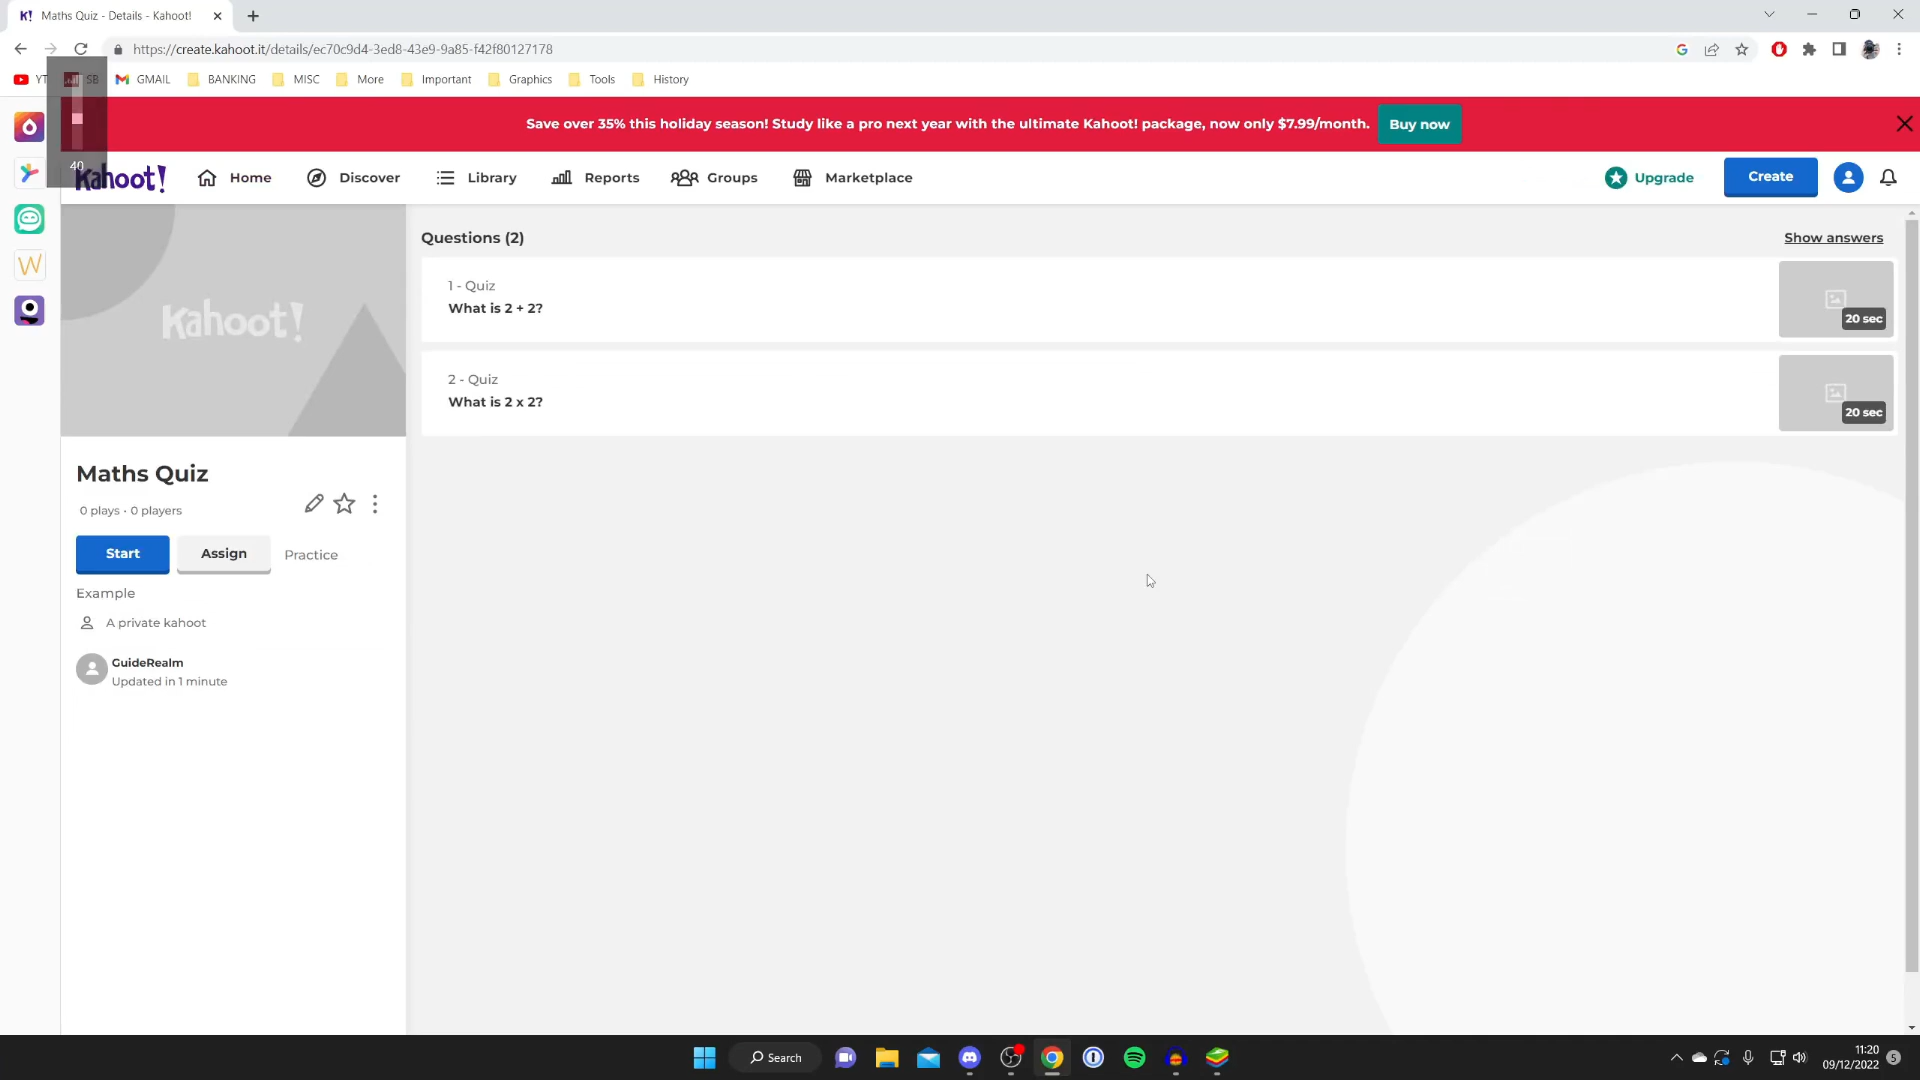 Maths Quiz - Details - Kahoot!
https://create.kahoot.it/details/ec70c9d4-3ed8-43e9-9a85-f42f80127178
YT SB GMAIL BANKING MISC More Important Graphics Tools History
40
Save over 35% this holiday season! Study like a pro next year with the ultimate Kahoot! package, now only $7.99/month. Buy now
Kahoot! Home Discover Library Reports Groups Marketplace Upgrade Create
Kahoot!
Questions (2) Show answers
1 - Quiz
What is 2 + 2?
20 sec
2 - Quiz
What is 2 x 2?
20 sec
Maths Quiz
0 plays · 0 players
Start Assign Practice
Example
A private kahoot
GuideRealm
Updated in 1 minute
Search
11:20
09/12/2022
5